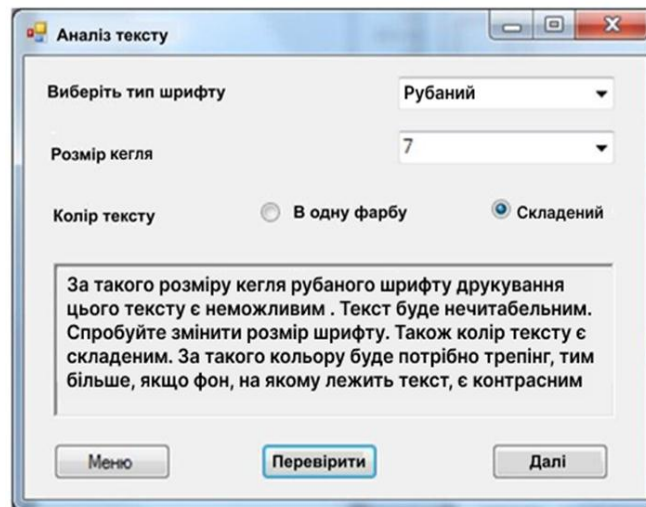 Аналіз тексту
Виберіть тип шрифту Рубаний
Розмір кегля 7
Колір тексту В одну фарбу Складений
За такого розміру кегля рубаного шрифту друкування
цього тексту є неможливим . Текст буде нечитабельним.
Спробуйте змінити розмір шрифту. Також колір тексту є
складеним. За такого кольору буде потрібно трепінг, тим
більше, якщо фон, на якому лежить текст, є контрасним
Меню Перевірити Далі